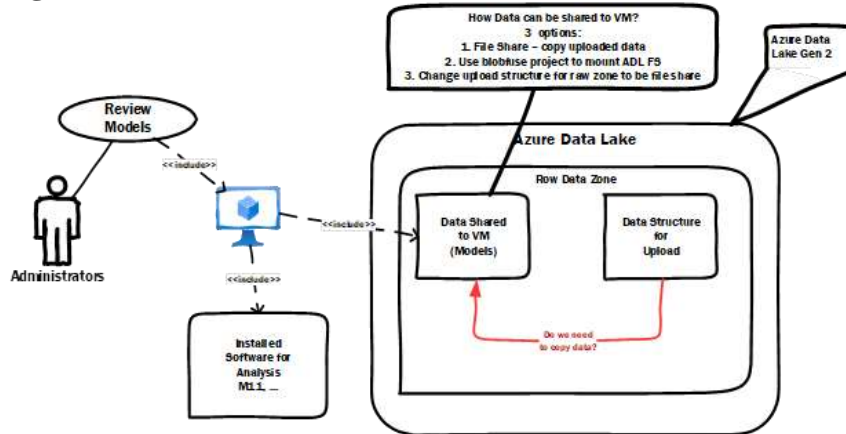 How Data can be shared to VM?
3 options:
1. File Share – copy uploaded data
2. Use blobfuse project to mount ADL FS
3. Change upload structure for raw zone to be file share
Azure Data
Lake Gen 2
Review
Models
Azure Data Lake
<<include>>
Row Data Zone
Data Shared
to VM
(Models)
Data Structure
for
Upload
<<include>>
Administrators
<<include>>
Installed
Software for
Analysis
M11, ...
Do we need
to copy data?